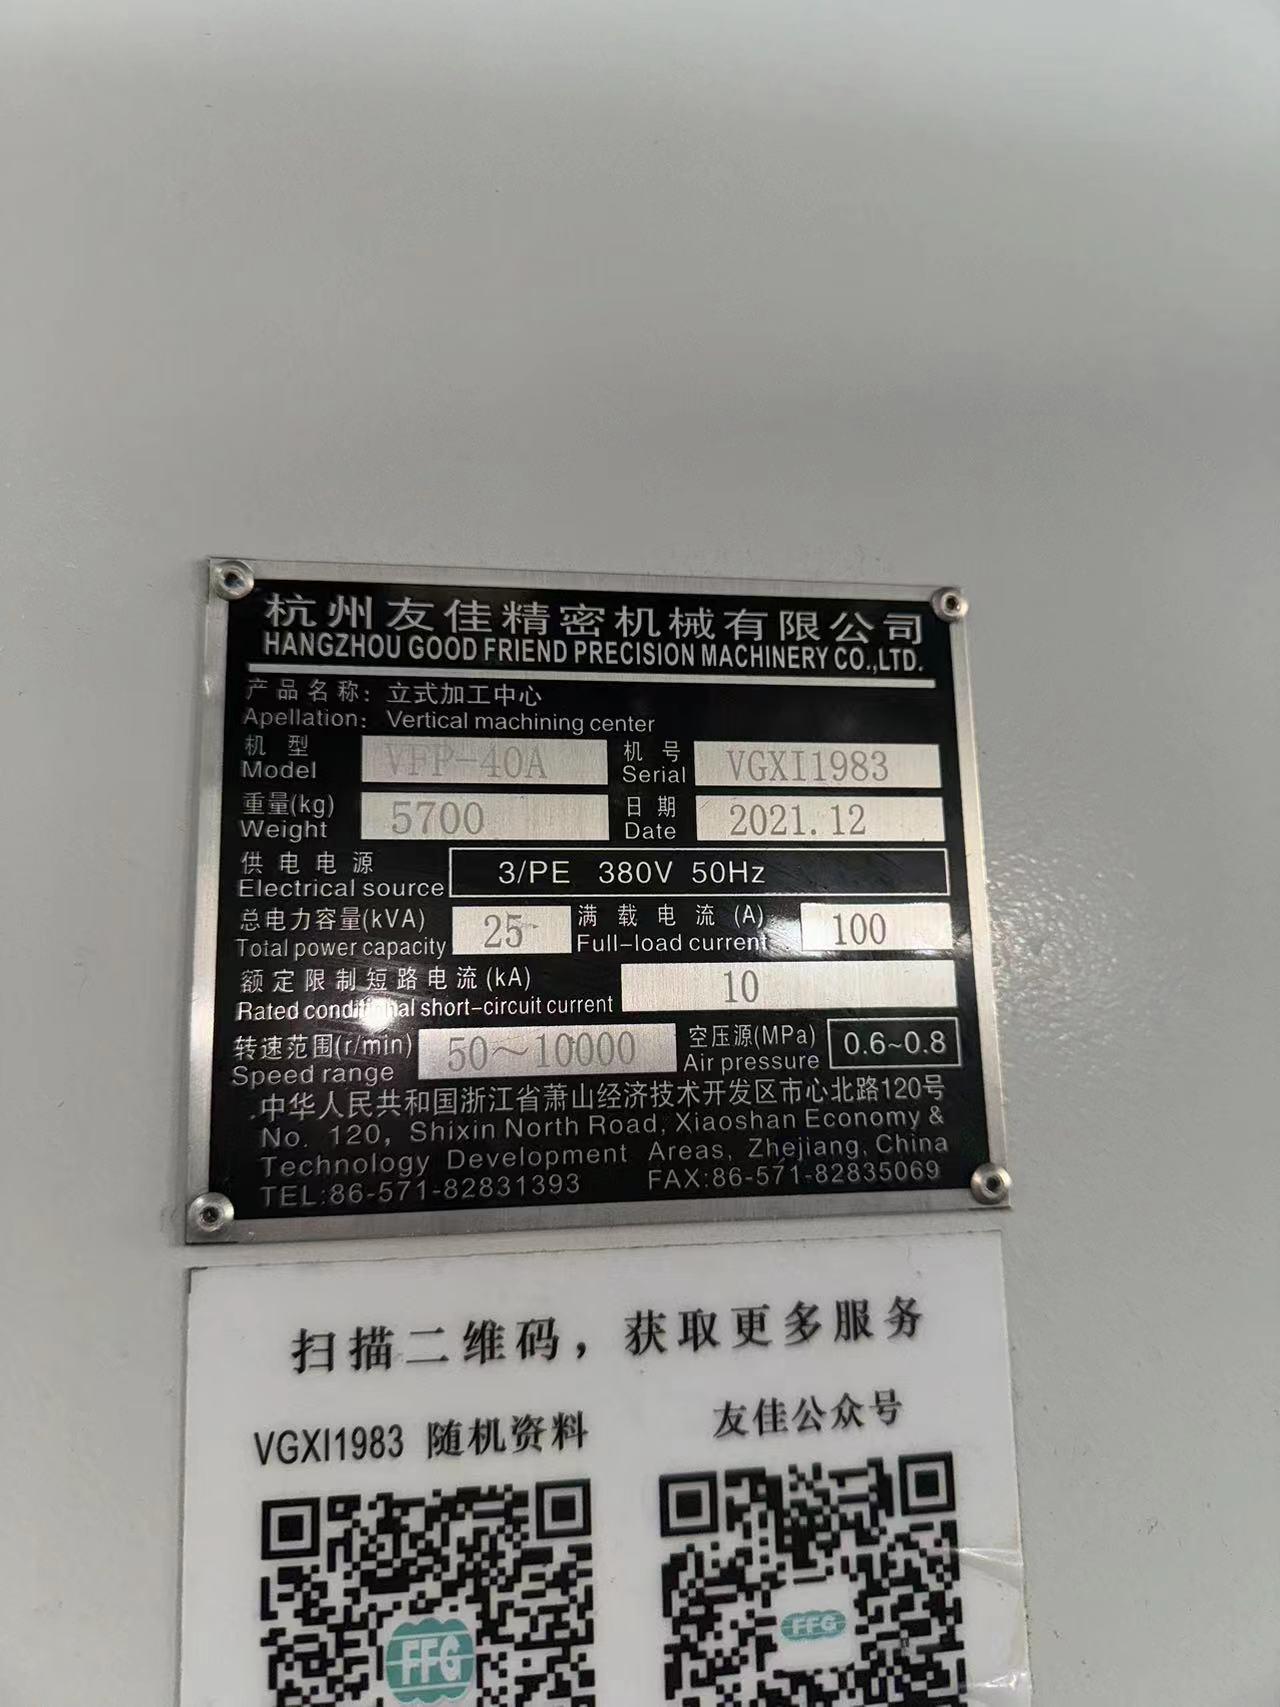 杭州友佳精密机械有限公司
HANGZHOU GOOD FRIEND PRECISION MACHINERY CO.,LTD.
产品名称：立式加工中心
Apellation: Vertical machining center
机型 VFP-40A 机号 VGXI1983
Model Serial
重量(kg) 5700 日期 2021.12
Weight Date
供电电源 3/PE 380V 50Hz
Electrical source
总电力容量(kVA) 25 满载电流(A) 100
Total power capacity Full-load current
额定限制短路电流(kA) 10
Rated conditional short-circuit current
转速范围(r/min) 50～10000 空压源(MPa) 0.6~0.8
Speed range Air pressure
中华人民共和国浙江省萧山经济技术开发区市心北路120号
No. 120, Shixin North Road, Xiaoshan Economy &
Technology Development Areas, Zhejiang, China
TEL:86-571-82831393 FAX:86-571-82835069
扫描二维码，获取更多服务
VGXI1983 随机资料 友佳公众号
FFG FFG